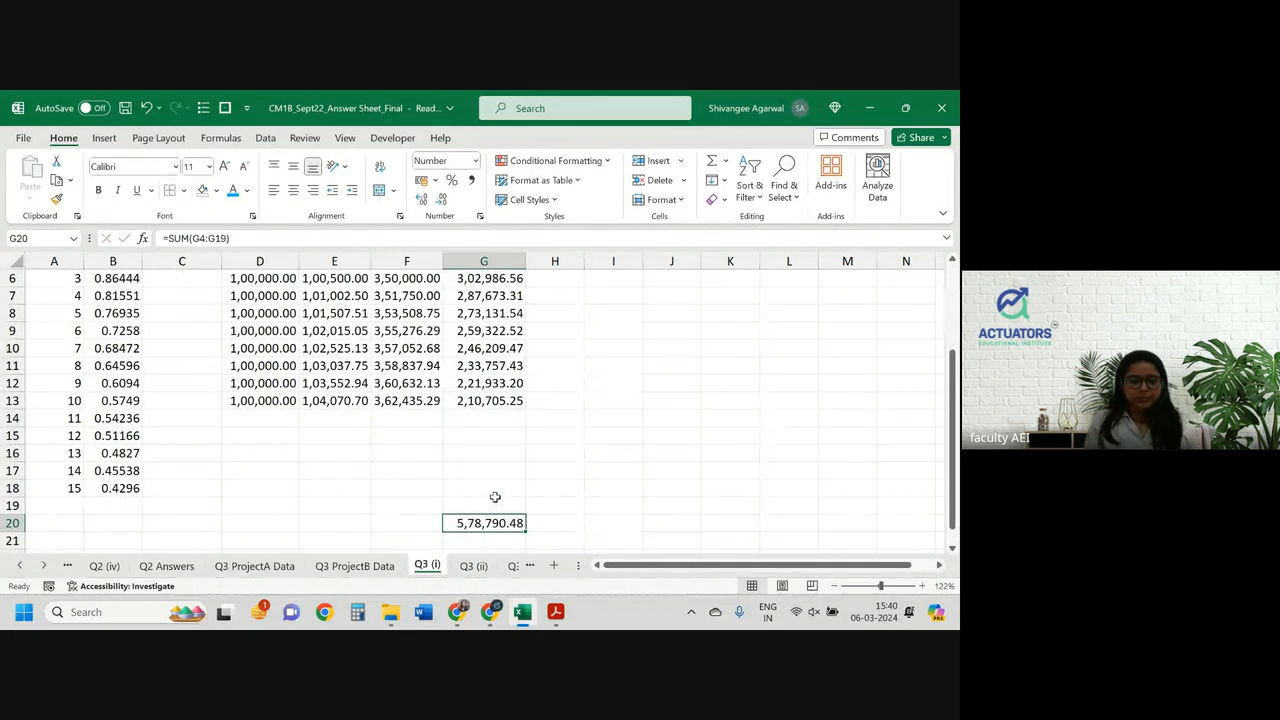 AutoSave Off CM1B_Sept22_Answer Sheet_Final - Read... Search Shivangee Agarwal SA
File Home Insert Page Layout Formulas Data Review View Developer Help Comments Share
Paste Calibri 11 A A Number Conditional Formatting Insert Sort & Filter Find & Select Add-ins Analyze Data
B I U A % Format as Table Delete
Cell Styles Format
Clipboard Font Alignment Number Styles Cells Editing Add-ins
G20 fx =SUM(G4:G19)
A B C D E F G H I J K L M N
6 3 0.86444 1,00,000.00 1,00,500.00 3,50,000.00 3,02,986.56
7 4 0.81551 1,00,000.00 1,01,002.50 3,51,750.00 2,87,673.31
8 5 0.76935 1,00,000.00 1,01,507.51 3,53,508.75 2,73,131.54
9 6 0.7258 1,00,000.00 1,02,015.05 3,55,276.29 2,59,322.52
10 7 0.68472 1,00,000.00 1,02,525.13 3,57,052.68 2,46,209.47
11 8 0.64596 1,00,000.00 1,03,037.75 3,58,837.94 2,33,757.43
12 9 0.6094 1,00,000.00 1,03,552.94 3,60,632.13 2,21,933.20
13 10 0.5749 1,00,000.00 1,04,070.70 3,62,435.29 2,10,705.25
14 11 0.54236
15 12 0.51166
16 13 0.4827
17 14 0.45538
18 15 0.4296
19
20 5,78,790.48
21
Q2 (iv) Q2 Answers Q3 ProjectA Data Q3 ProjectB Data Q3 (i) Q3 (ii) Q:
Ready Accessibility: Investigate 122%
Search 1 ENG IN 15:40 06-03-2024
ACTUATORS
EDUCATIONAL INSTITUTE
faculty AEI